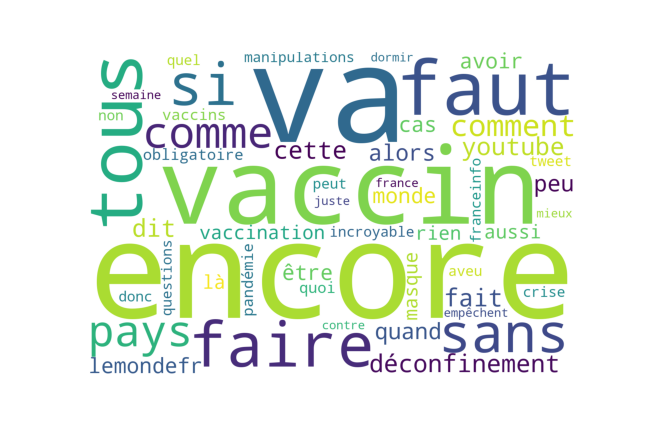 quel
manipulations
dormir
avoir
tous
semaine
si
va
faut
non
vaccins
comme
cas
comment
obligatoire
cette
alors
youtube
tweet
vaccin
peut
france
monde
juste
franceinfo
peu
mieux
dit
vaccination
incroyable
rien
aussi
encore
questions
là
pandémie
être
quoi
masque
aveu
donc
fait
crise
empêchent
pays
faire
contre
quand
sans
lemondefr
déconfinement